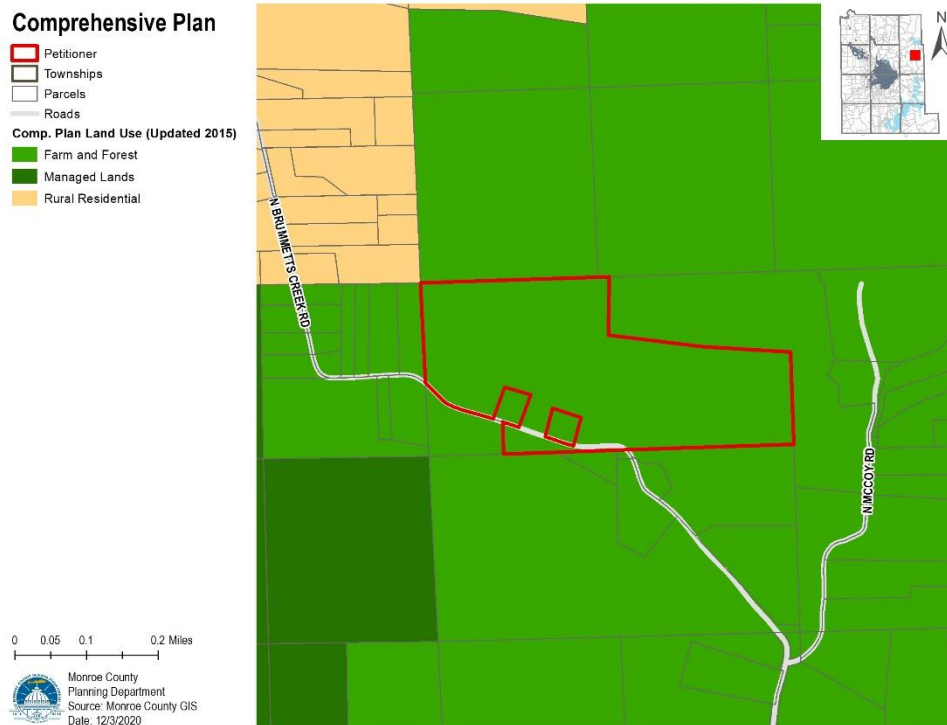 Comprehensive Plan
Petitioner
Townships
Parcels
Roads
Comp. Plan Land Use (Updated 2015)
Farm and Forest
Managed Lands
Rural Residential
N BRUMMETTS CREEK RD
N MCCOY RD
N
0 0.05 0.1 0.2 Miles
Monroe County
Planning Department
Source: Monroe County GIS
Date: 12/3/2020